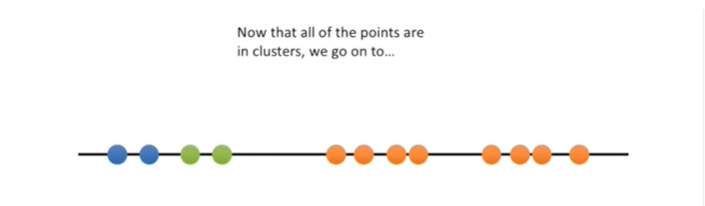 Now that all of the points are
in clusters, we go on to...